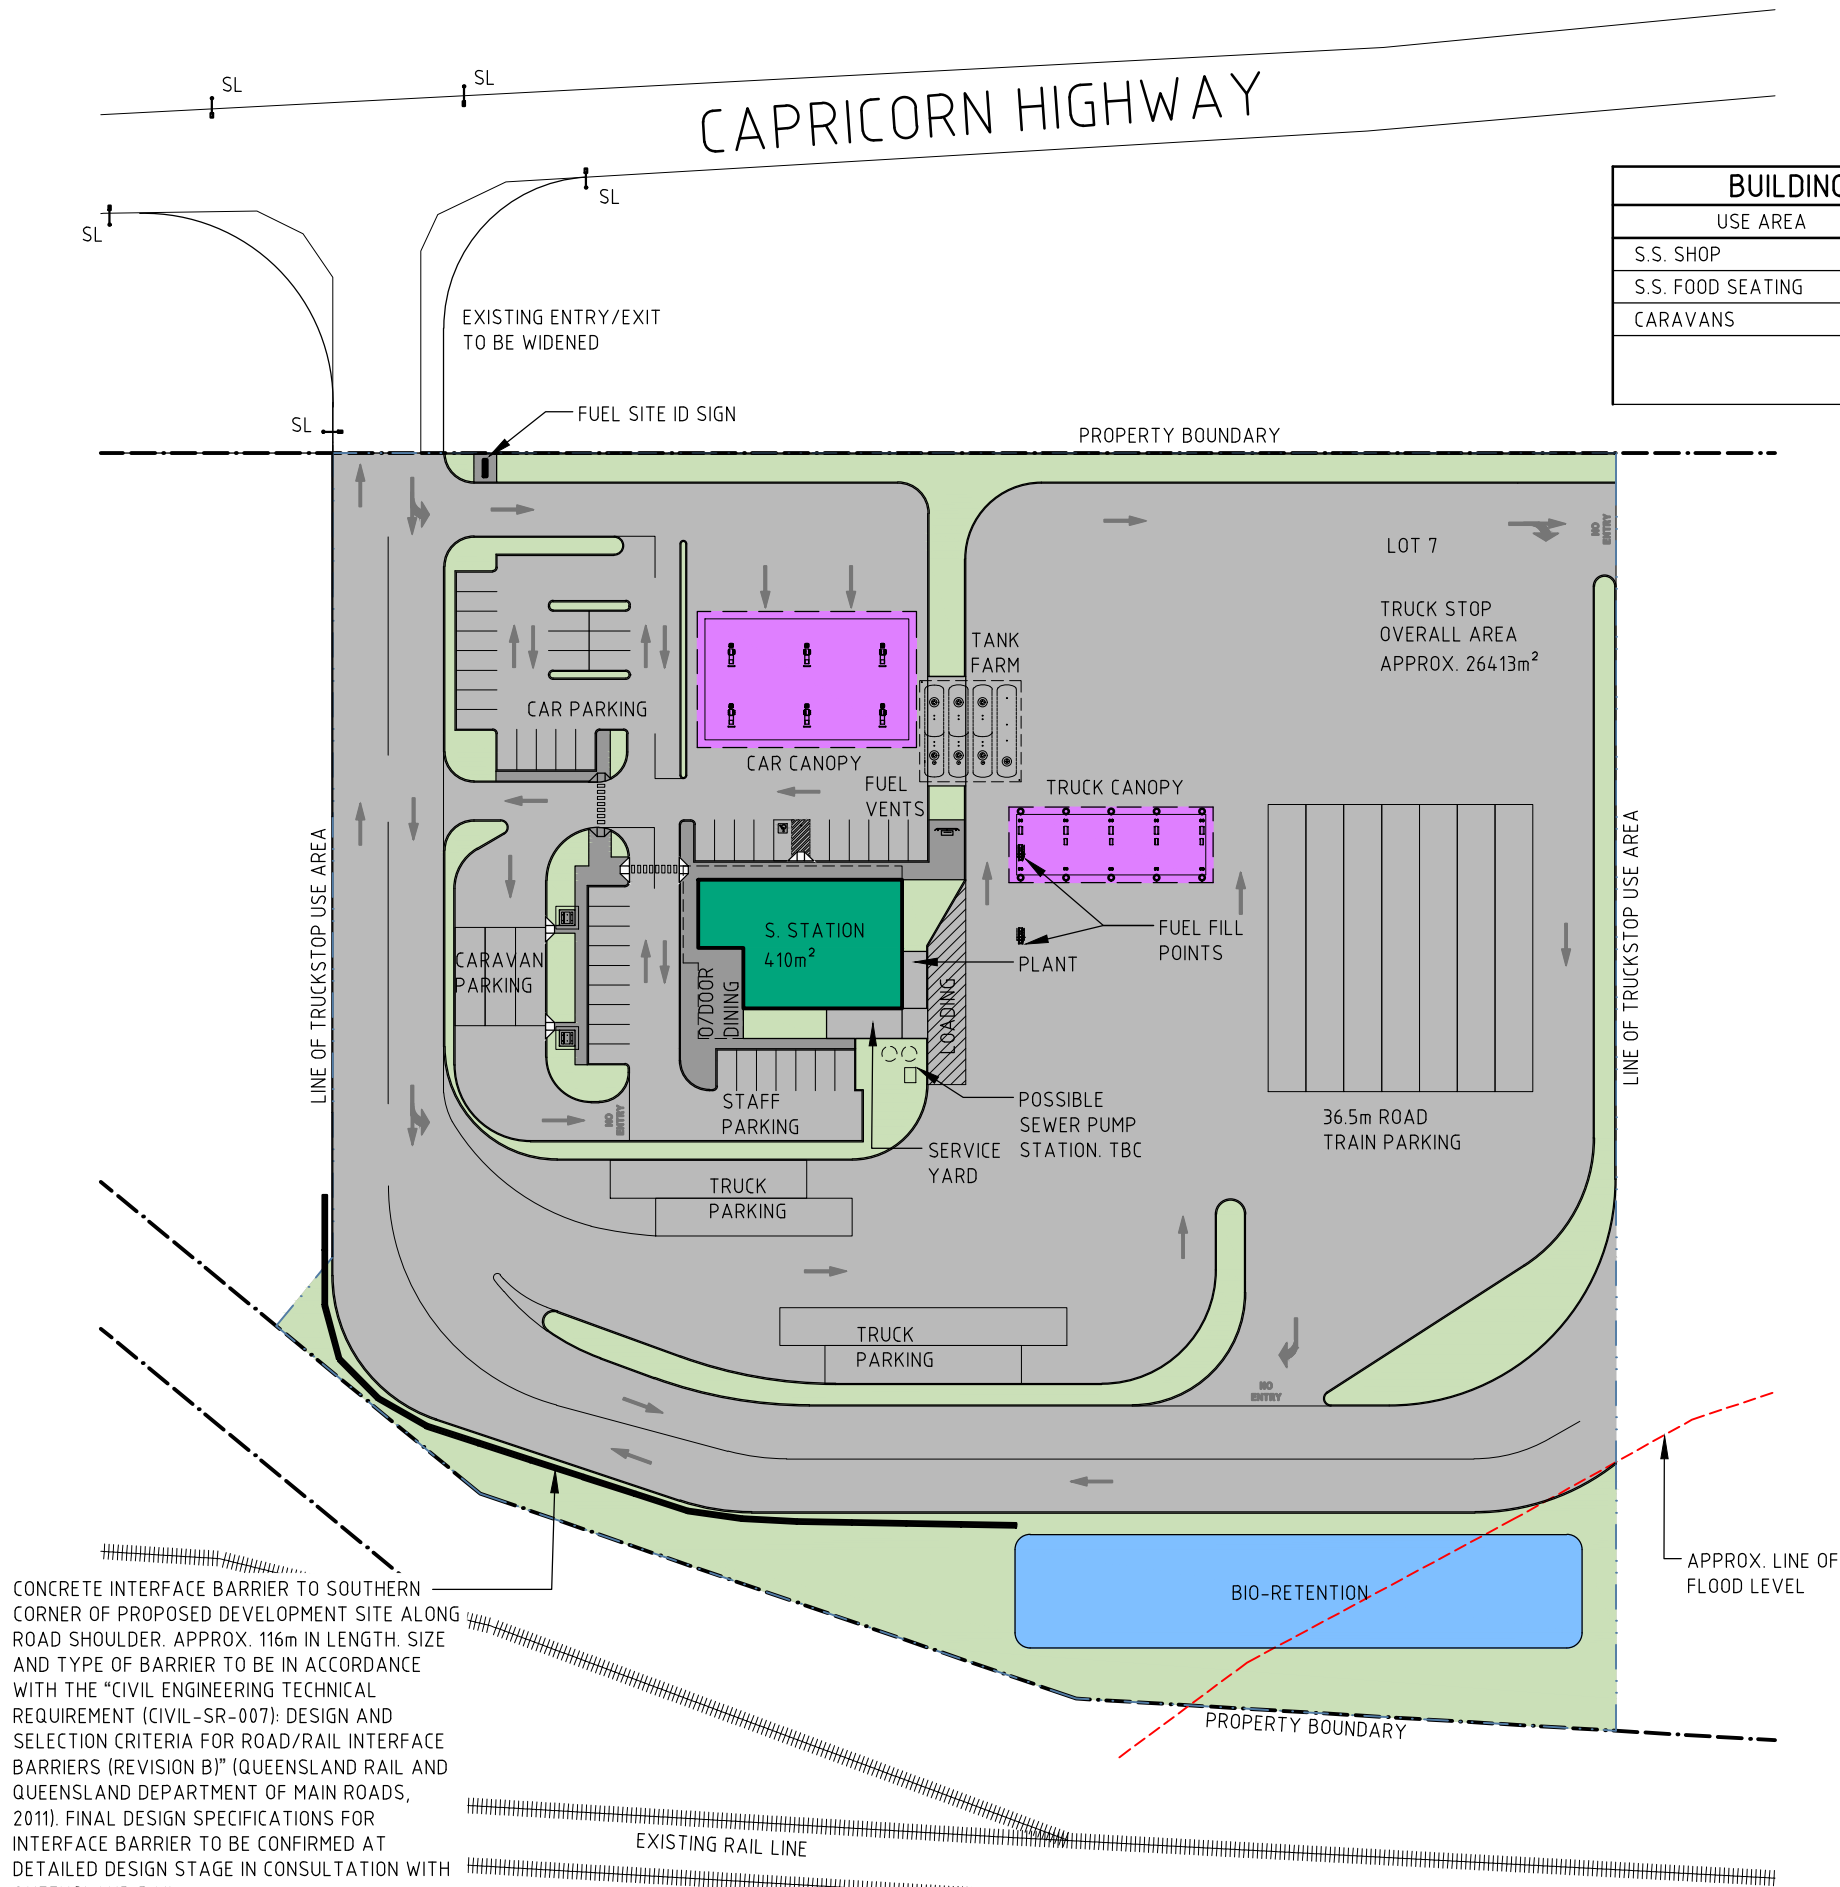 SL
SL
CAPRICORN HIGHWAY
SL
SL
BUILDING
USE AREA
S.S. SHOP
S.S. FOOD SEATING
CARAVANS
EXISTING ENTRY/EXIT
TO BE WIDENED
FUEL SITE ID SIGN
SL
PROPERTY BOUNDARY
NO
ENTRY
LOT 7
TRUCK STOP
OVERALL AREA
APPROX. 26413m²
TANK
FARM
CAR PARKING
CAR CANOPY
FUEL
VENTS
TRUCK CANOPY
LINE OF TRUCKSTOP USE AREA
LINE OF TRUCKSTOP USE AREA
S. STATION
410m²
FUEL FILL
POINTS
PLANT
CARAVAN
PARKING
O/DOOR
DINING
LOADING
STAFF
PARKING
NO
ENTRY
POSSIBLE
SEWER PUMP
STATION. TBC
SERVICE
YARD
36.5m ROAD
TRAIN PARKING
TRUCK
PARKING
TRUCK
PARKING
NO
ENTRY
APPROX. LINE OF
FLOOD LEVEL
BIO-RETENTION
CONCRETE INTERFACE BARRIER TO SOUTHERN
CORNER OF PROPOSED DEVELOPMENT SITE ALONG
ROAD SHOULDER. APPROX. 116m IN LENGTH. SIZE
AND TYPE OF BARRIER TO BE IN ACCORDANCE
WITH THE “CIVIL ENGINEERING TECHNICAL
REQUIREMENT (CIVIL-SR-007): DESIGN AND
SELECTION CRITERIA FOR ROAD/RAIL INTERFACE
BARRIERS (REVISION B)” (QUEENSLAND RAIL AND
QUEENSLAND DEPARTMENT OF MAIN ROADS,
2011). FINAL DESIGN SPECIFICATIONS FOR
INTERFACE BARRIER TO BE CONFIRMED AT
DETAILED DESIGN STAGE IN CONSULTATION WITH
PROPERTY BOUNDARY
EXISTING RAIL LINE